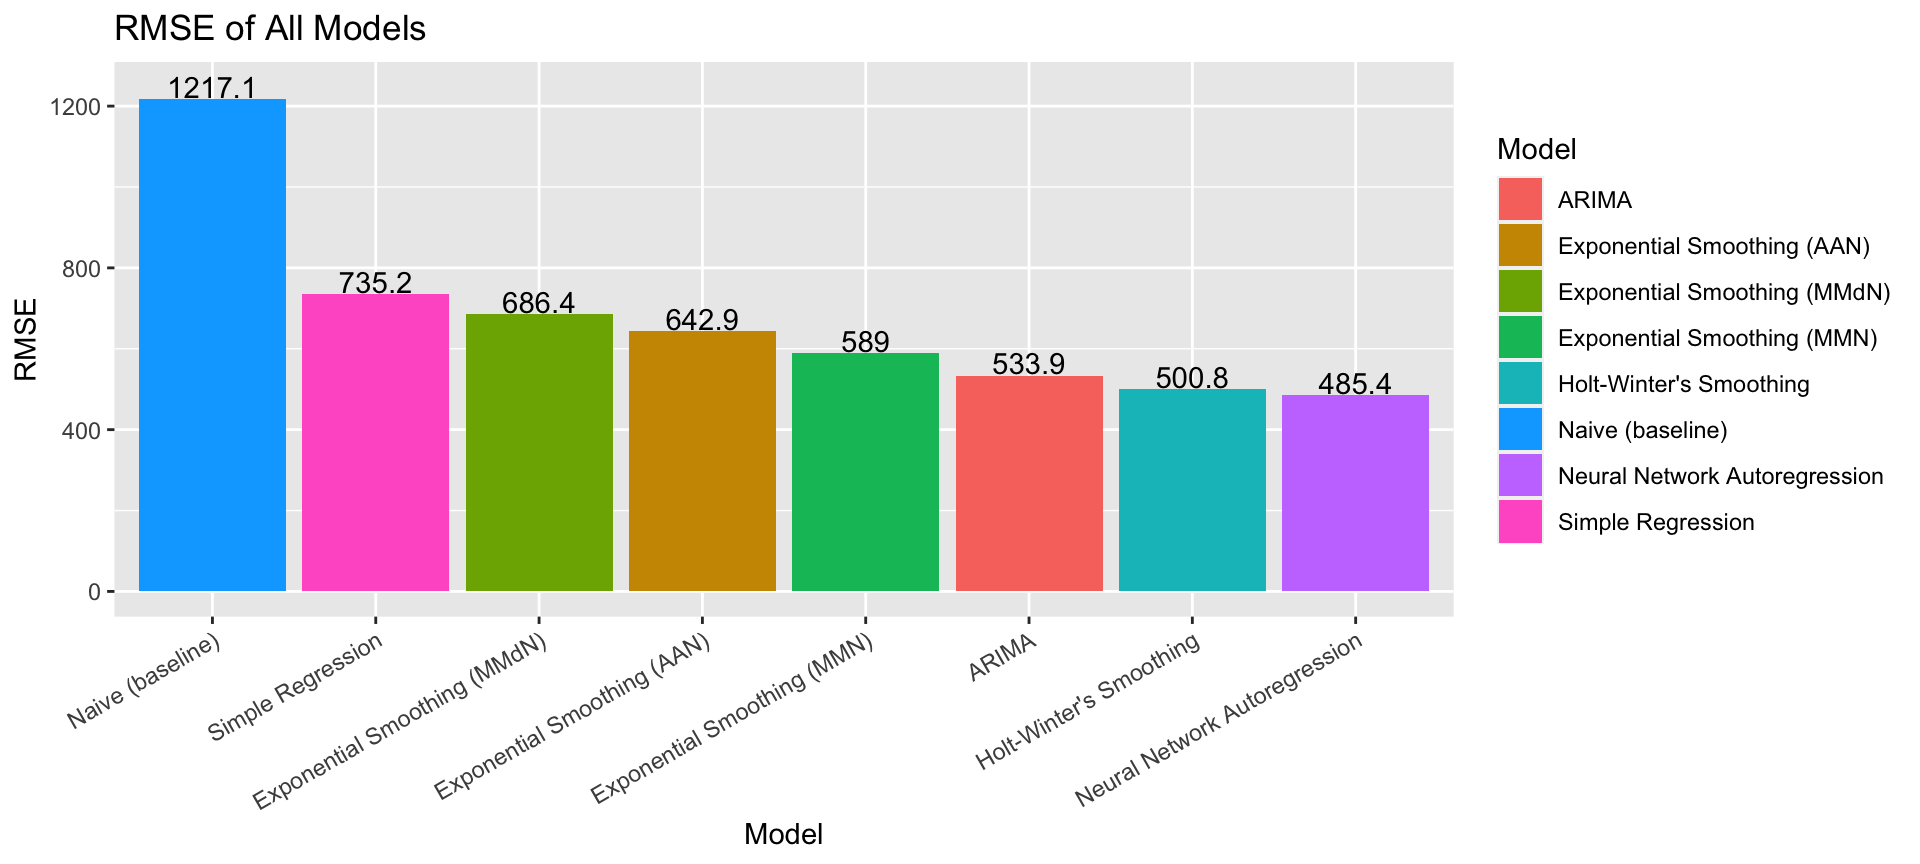 RMSE of All Models
RMSE
1200
800
400
0
1217.1
735.2
686.4
642.9
589
533.9
500.8
485.4
Naive (baseline)
Simple Regression
Exponential Smoothing (MMdN)
Exponential Smoothing (AAN)
Exponential Smoothing (MMN)
ARIMA
Holt-Winter's Smoothing
Neural Network Autoregression
Model
Model
ARIMA
Exponential Smoothing (AAN)
Exponential Smoothing (MMdN)
Exponential Smoothing (MMN)
Holt-Winter's Smoothing
Naive (baseline)
Neural Network Autoregression
Simple Regression